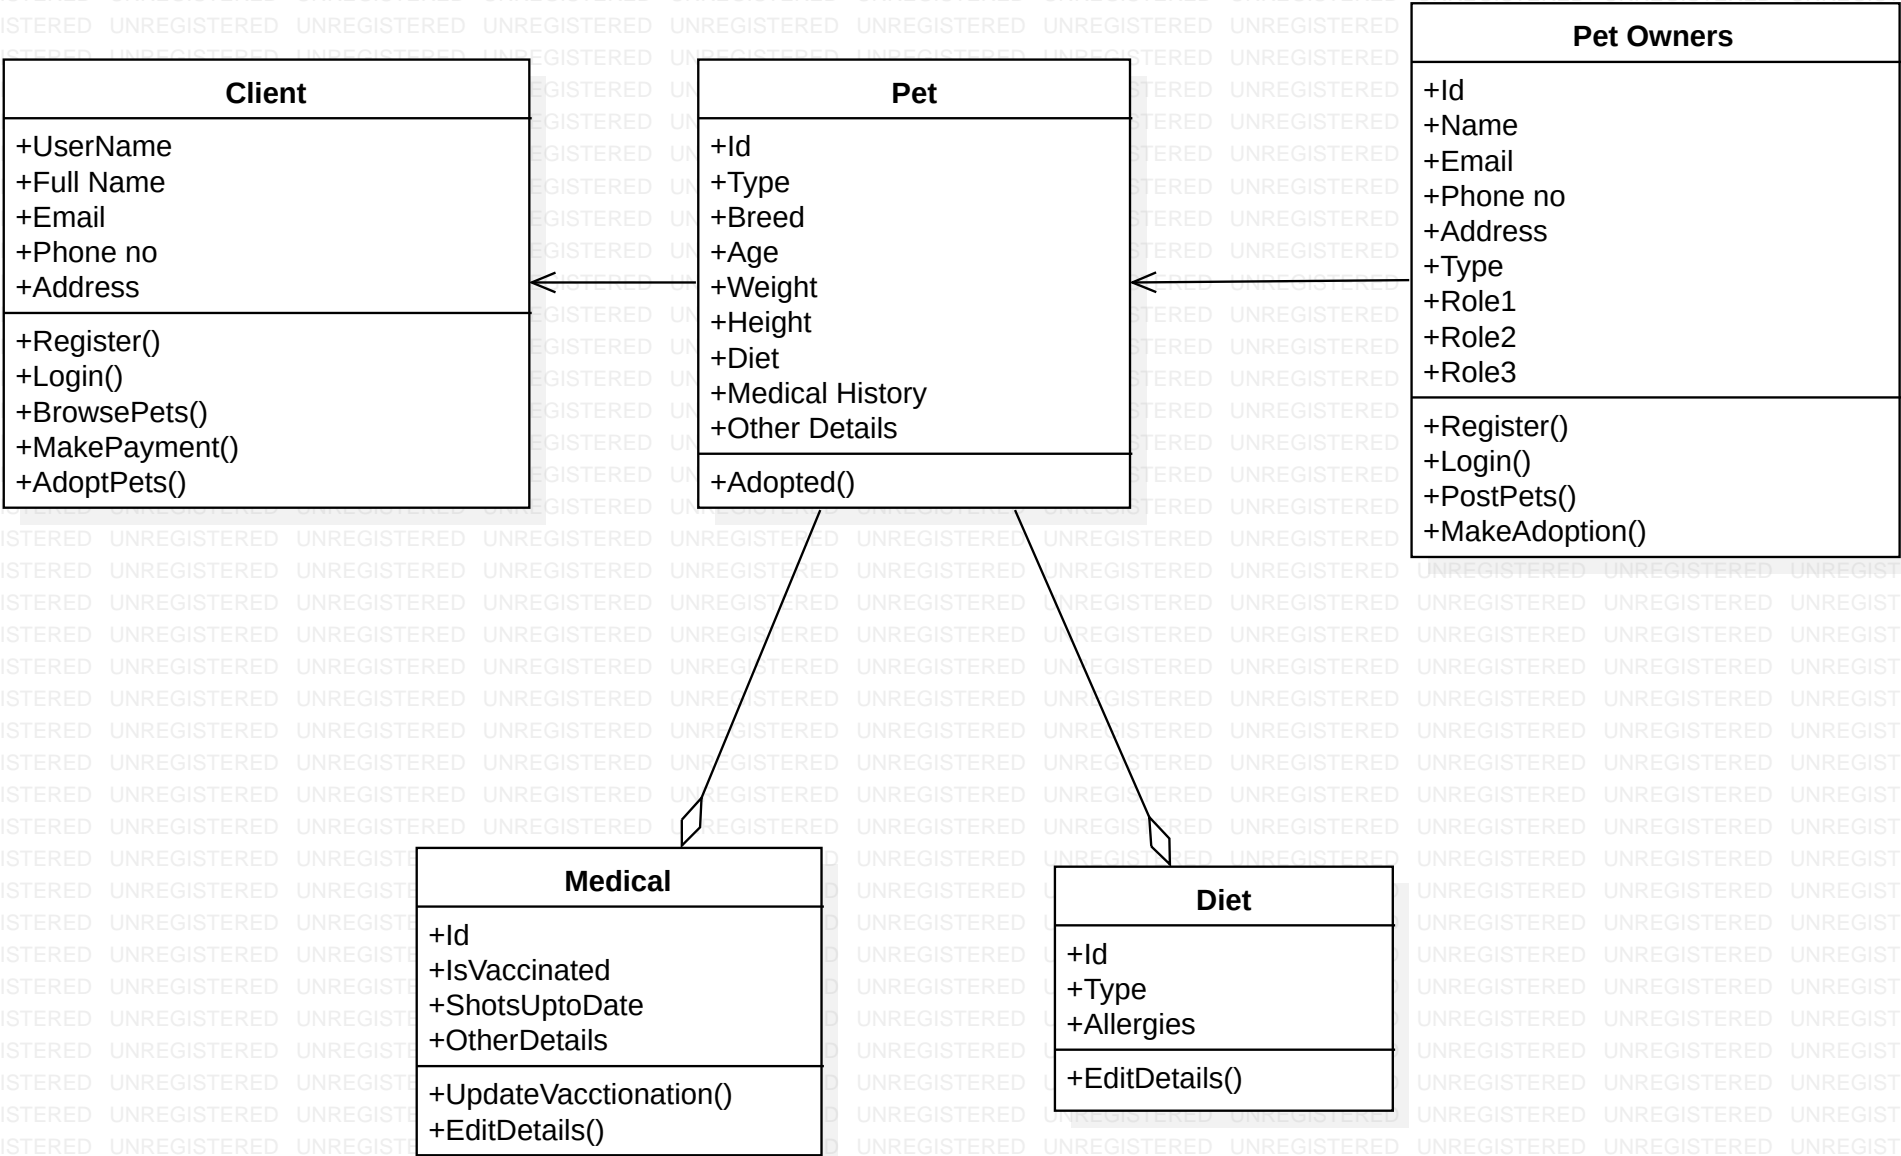 Client
+UserName
+Full Name
+Email
+Phone no
+Address
+Register()
+Login()
+BrowsePets()
+MakePayment()
+AdoptPets()
Pet
+Id
+Type
+Breed
+Age
+Weight
+Height
+Diet
+Medical History
+Other Details
+Adopted()
Pet Owners
+Id
+Name
+Email
+Phone no
+Address
+Type
+Role1
+Role2
+Role3
+Register()
+Login()
+PostPets()
+MakeAdoption()
Medical
+Id
+IsVaccinated
+ShotsUptoDate
+OtherDetails
+UpdateVacctionation()
+EditDetails()
Diet
+Id
+Type
+Allergies
+EditDetails()
UNREGISTERED